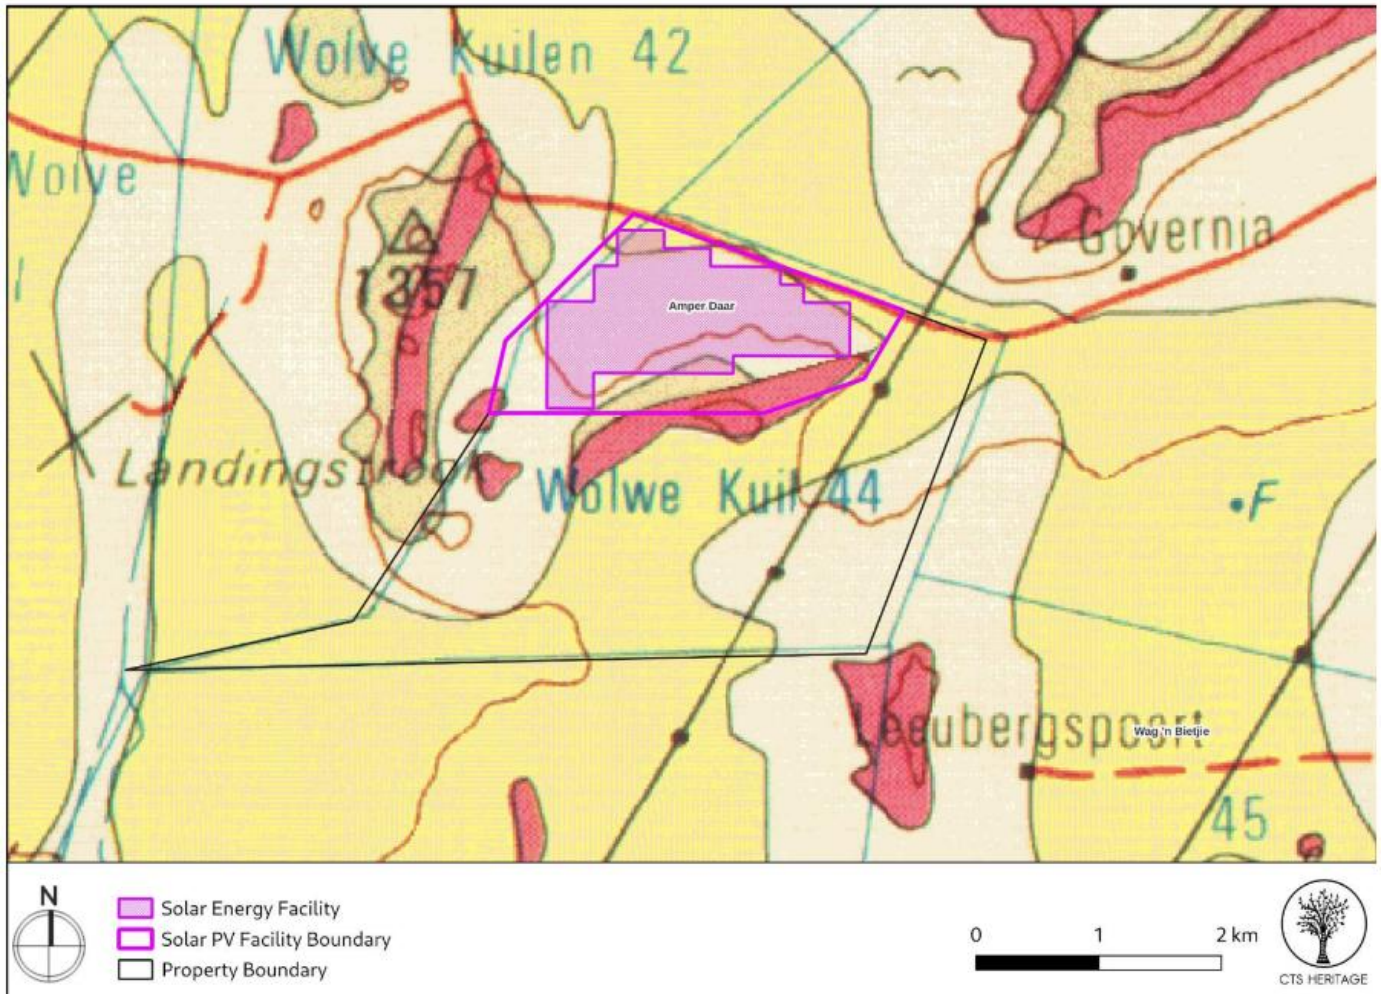 Wolve Kuilen 42
Wolve
1357
Governia
Amper Daar
Landingstrook
Wolwe Kuil 44
F
Leeubergspoort
Wag 'n Bietjie
45
N
Solar Energy Facility
Solar PV Facility Boundary
Property Boundary
0 1 2 km
CTS HERITAGE